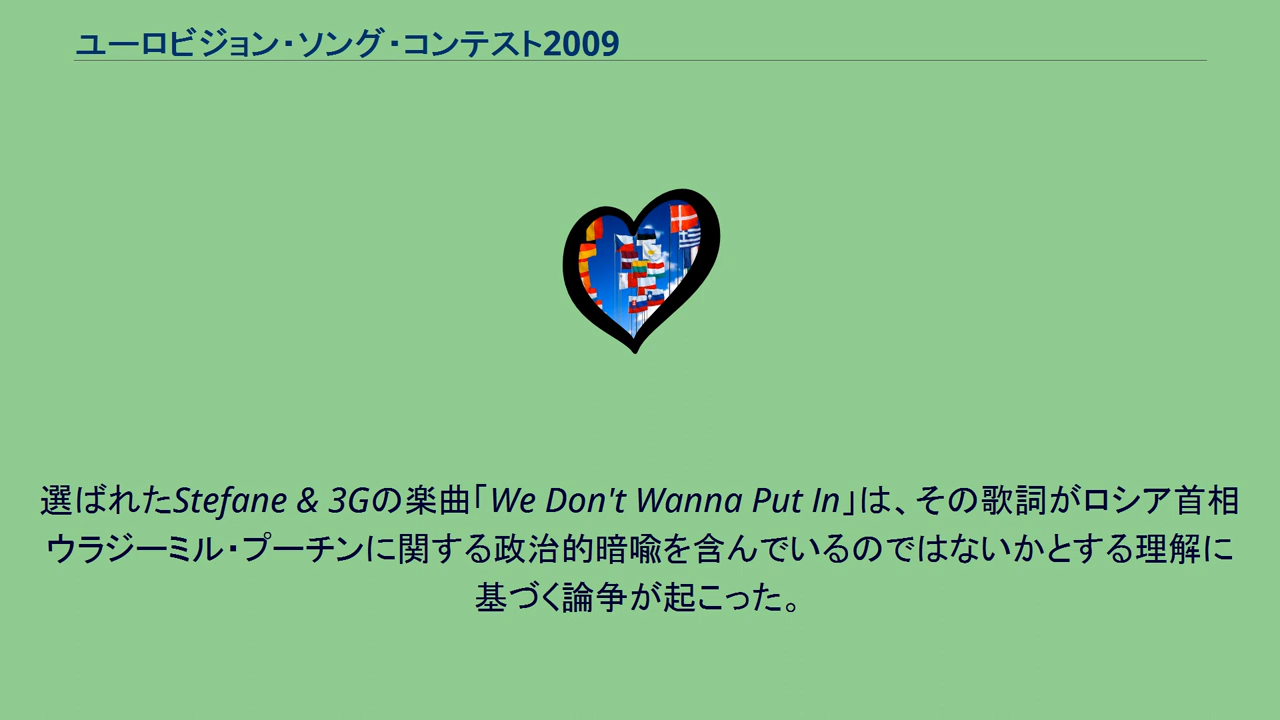 ユーロビジョン・ソング・コンテスト2009
選ばれたStefane & 3Gの楽曲「We Don't Wanna Put In」は、その歌詞がロシア首相
ウラジーミル・プーチンに関する政治的暗喩を含んでいるのではないかとする理解に
基づく論争が起こった。